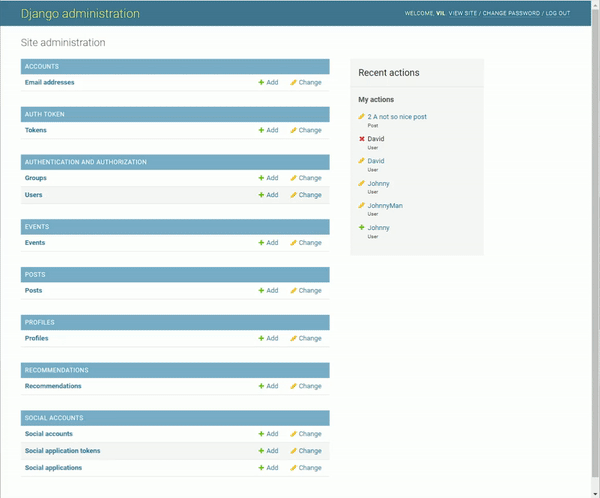 Django administration
WELCOME, VIL VIEW SITE / CHANGE PASSWORD / LOG OUT
Site administration
ACCOUNTS
Email addresses Add Change
AUTH TOKEN
Tokens Add Change
AUTHENTICATION AND AUTHORIZATION
Groups Add Change
Users Add Change
EVENTS
Events Add Change
POSTS
Posts Add Change
PROFILES
Profiles Add Change
RECOMMENDATIONS
Recommendations Add Change
SOCIAL ACCOUNTS
Social accounts Add Change
Social application tokens Add Change
Social applications Add Change
Recent actions
My actions
2 A not so nice post
Post
David
User
David
User
Johnny
User
JohnnyMan
User
Johnny
User